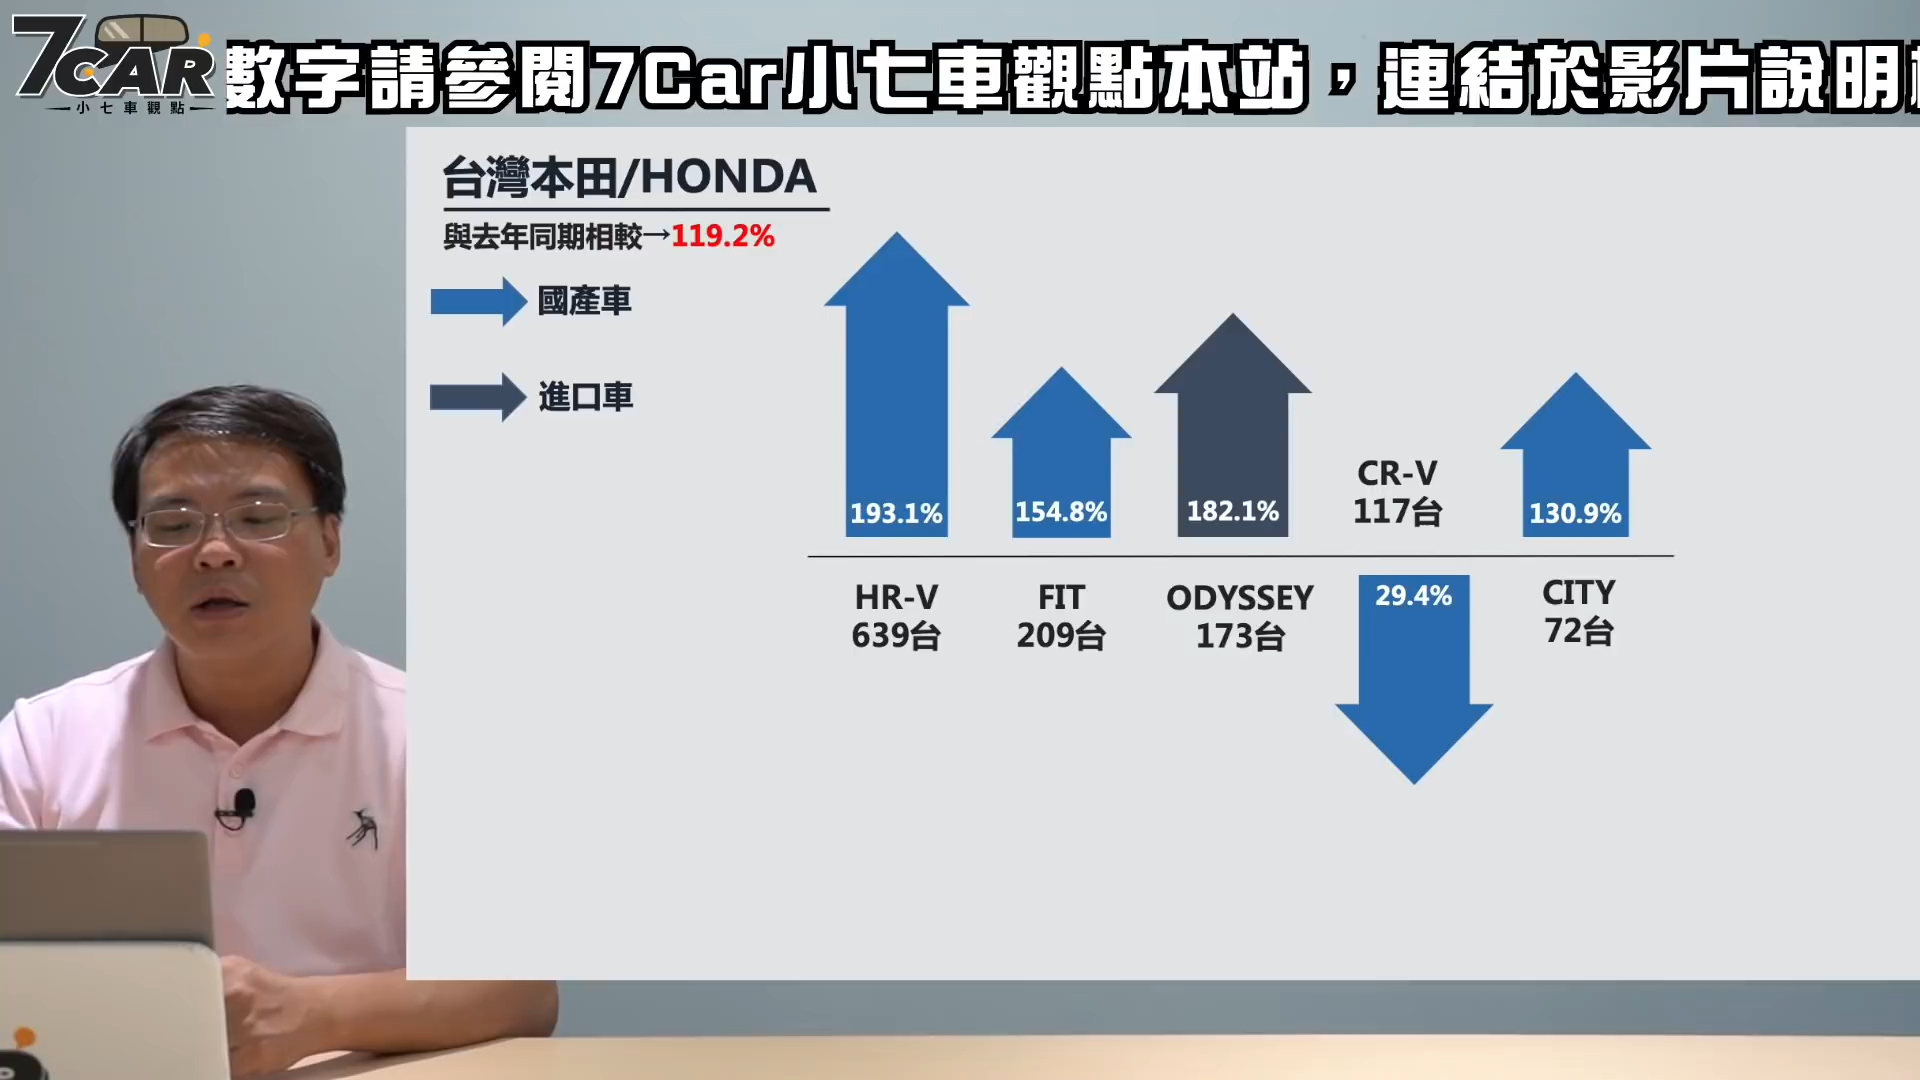 7CAR
小七車觀點
數字請參閱7Car小七車觀點本站，連結於影片說明
台灣本田/HONDA
與去年同期相較→119.2%
國產車
進口車
193.1%
154.8%
182.1%
CR-V
117台
130.9%
HR-V
639台
FIT
209台
ODYSSEY
173台
29.4%
CITY
72台